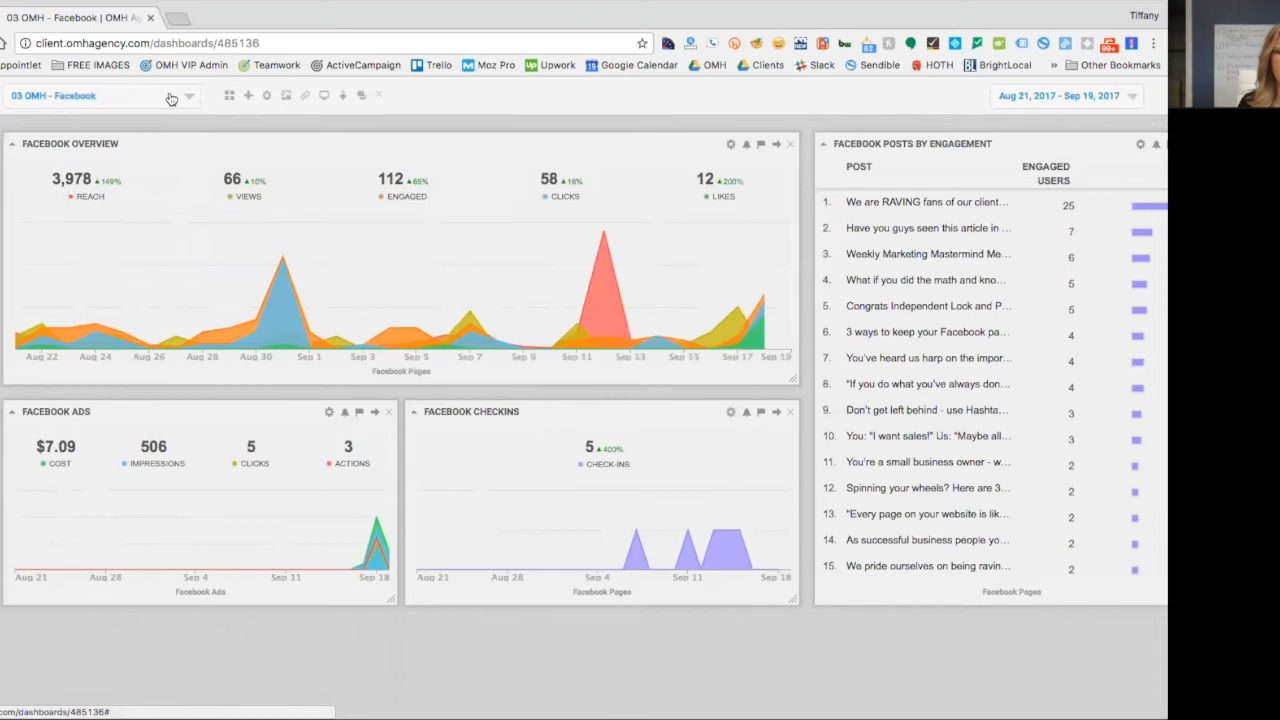 03 OMH - Facebook | OMH Ag
Tiffany
client.omhagency.com/dashboards/485136
99+
appointlet FREE IMAGES OMH VIP Admin Teamwork ActiveCampaign Trello Moz Pro Upwork Google Calendar OMH Clients Slack Sendible HOTH BrightLocal » Other Bookmarks
03 OMH - Facebook
Aug 21, 2017 - Sep 19, 2017
FACEBOOK OVERVIEW
3,978 149% 66 10% 112 65% 58 16% 12 200%
REACH VIEWS ENGAGED CLICKS LIKES
Aug 22 Aug 24 Aug 26 Aug 28 Aug 30 Sep 1 Sep 3 Sep 5 Sep 7 Sep 9 Sep 11 Sep 13 Sep 15 Sep 17 Sep 19
Facebook Pages
FACEBOOK POSTS BY ENGAGEMENT
POST ENGAGED
USERS
1. We are RAVING fans of our client... 25
2. Have you guys seen this article in ... 7
3. Weekly Marketing Mastermind Me... 6
4. What if you did the math and kno... 5
5. Congrats Independent Lock and P... 5
6. 3 ways to keep your Facebook pa... 4
7. You've heard us harp on the impor... 4
8. "If you do what you've always don... 4
9. Don't get left behind - use Hashta... 3
10. You: "I want sales!" Us: "Maybe all... 3
11. You're a small business owner - w... 2
12. Spinning your wheels? Here are 3... 2
13. "Every page on your website is lik... 2
14. As successful business people yo... 2
15. We pride ourselves on being ravin... 2
Facebook Pages
FACEBOOK ADS
$7.09 506 5 3
COST IMPRESSIONS CLICKS ACTIONS
Aug 21 Aug 28 Sep 4 Sep 11 Sep 18
Facebook Ads
FACEBOOK CHECKINS
5 400%
CHECK-INS
Aug 21 Aug 28 Sep 4 Sep 11 Sep 18
Facebook Pages
com/dashboards/485136#